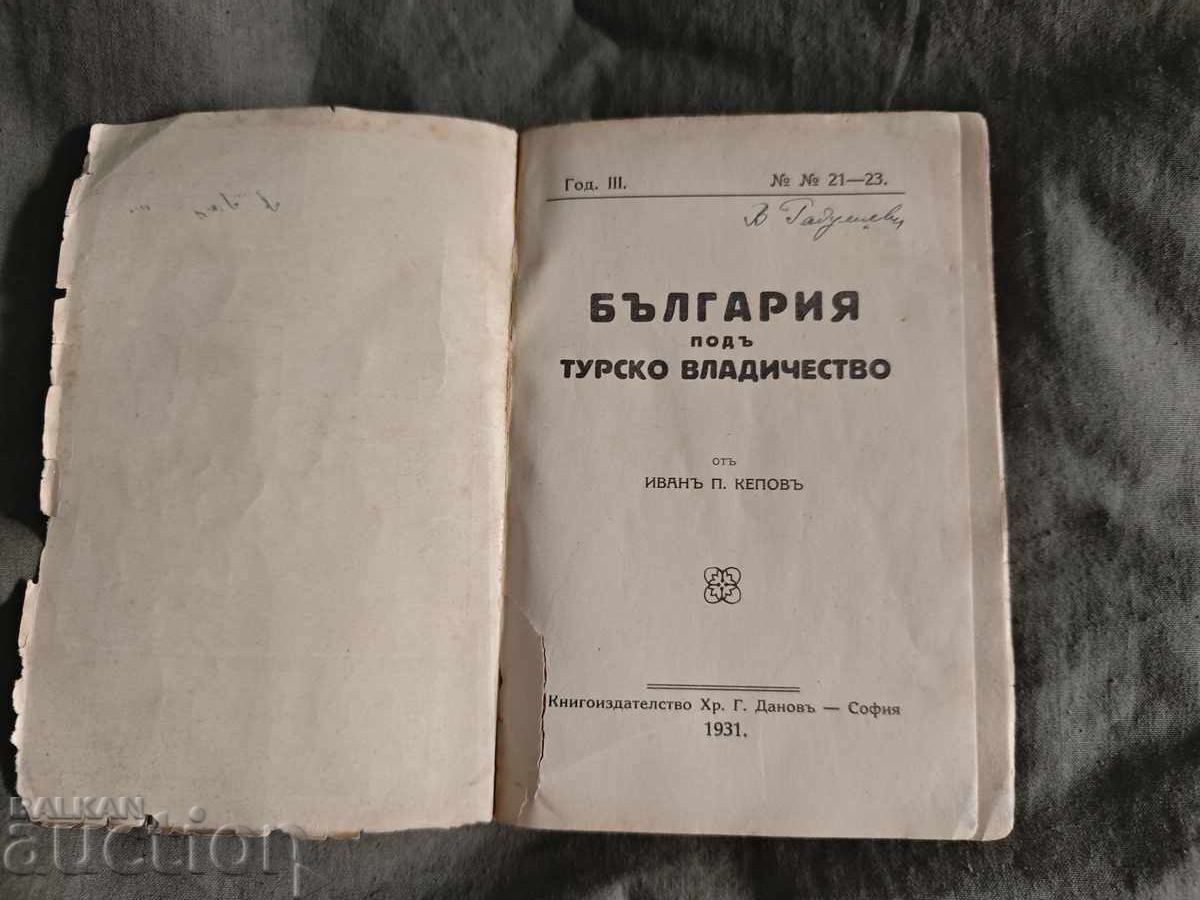 Год. III. № № 21—23.
БЪЛГАРИЯ
ПОДЪ
ТУРСКО ВЛАДИЧЕСТВО
отъ
ИВАНЪ П. КЕПОВЪ
Книгоиздателство Хр. Г. Дановъ — София
1931.
BALKAN
auction